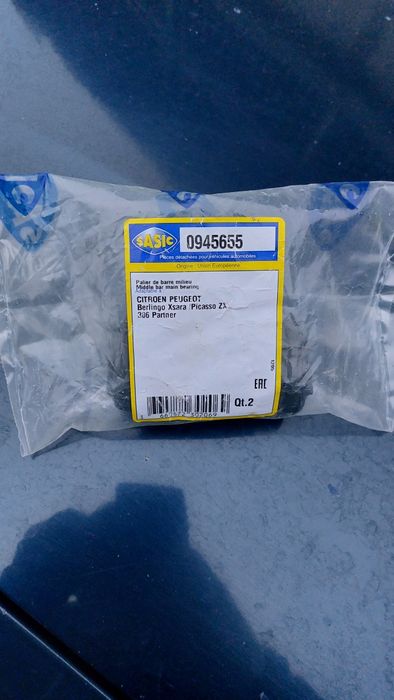 SASIC
0945655
Pièces détachées pour véhicules automobiles
Origine : Union Européenne
Palier de barre milieu
Middle bar main bearing
Adaptable à :
CITROEN PEUGEOT
Berlingo Xsara /Picasso ZX
306 Partner
EAC
Qt.2